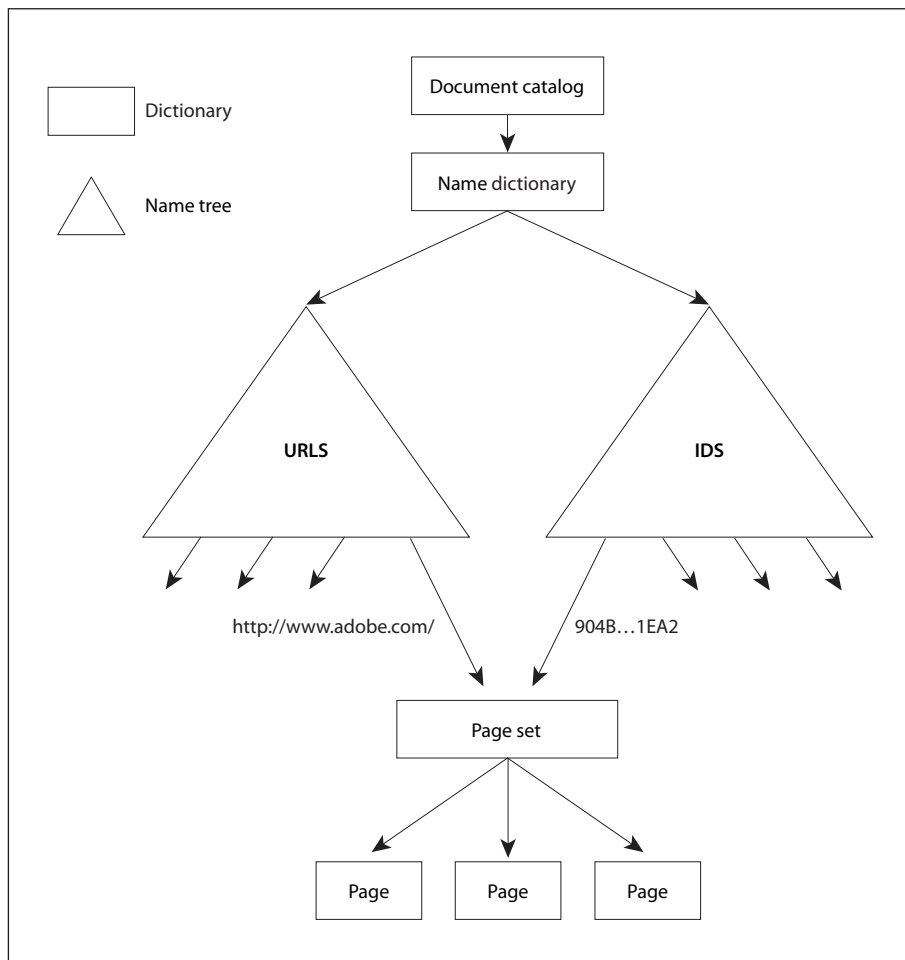 Document catalog
Dictionary
Name dictionary
Name tree
URLS
IDS
http://www.adobe.com/
904B…1EA2
Page set
Page
Page
Page